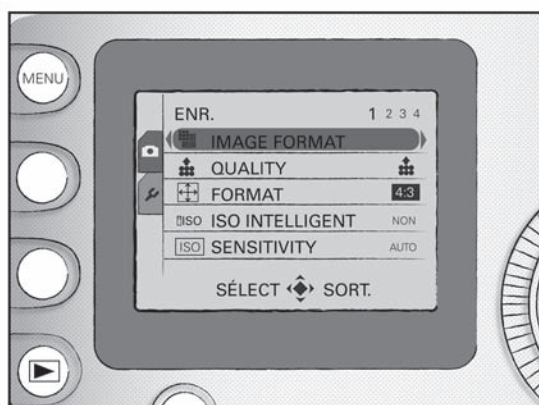 MENU
ENR. 1 2 3 4
IMAGE FORMAT
QUALITY
FORMAT 4:3
ISO ISO INTELLIGENT NON
ISO SENSITIVITY AUTO
SÉLECT SORT.